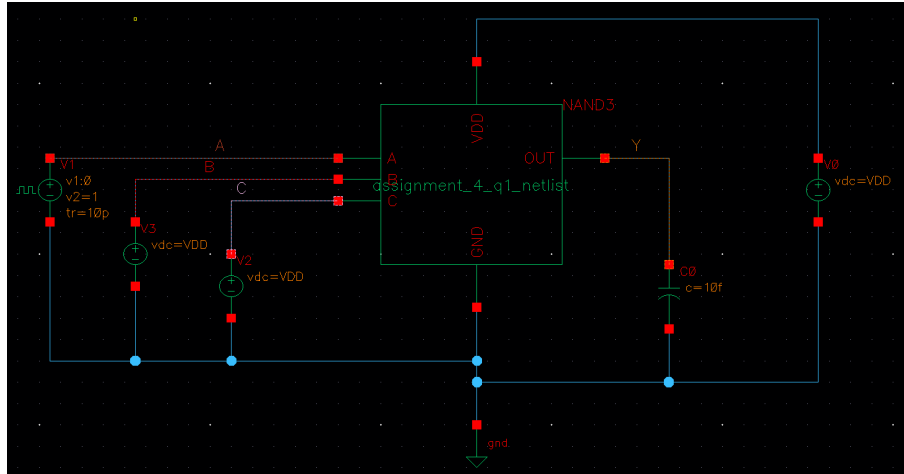 NAND3
VDD
A
B
C
Y
V1
v1:0
v2=1
tr=10p
A
B
C
OUT
assignment_4_q1_netlist
GND
V0
vdc=VDD
V3
vdc=VDD
V2
vdc=VDD
C0
c=10f
gnd